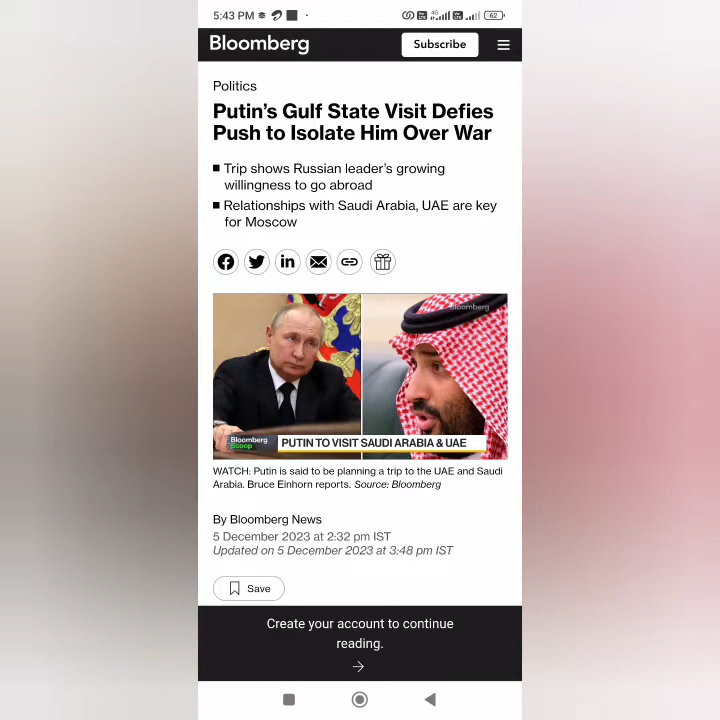 5:43 PM
4G
62
Bloomberg
Subscribe
Politics
Putin's Gulf State Visit Defies
Push to Isolate Him Over War
Trip shows Russian leader's growing
willingness to go abroad
Relationships with Saudi Arabia, UAE are key
for Moscow
Bloomberg
Bloomberg
Scoop
PUTIN TO VISIT SAUDI ARABIA & UAE
WATCH: Putin is said to be planning a trip to the UAE and Saudi
Arabia. Bruce Einhorn reports. Source: Bloomberg
By Bloomberg News
5 December 2023 at 2:32 pm IST
Updated on 5 December 2023 at 3:48 pm IST
Save
Create your account to continue
reading.